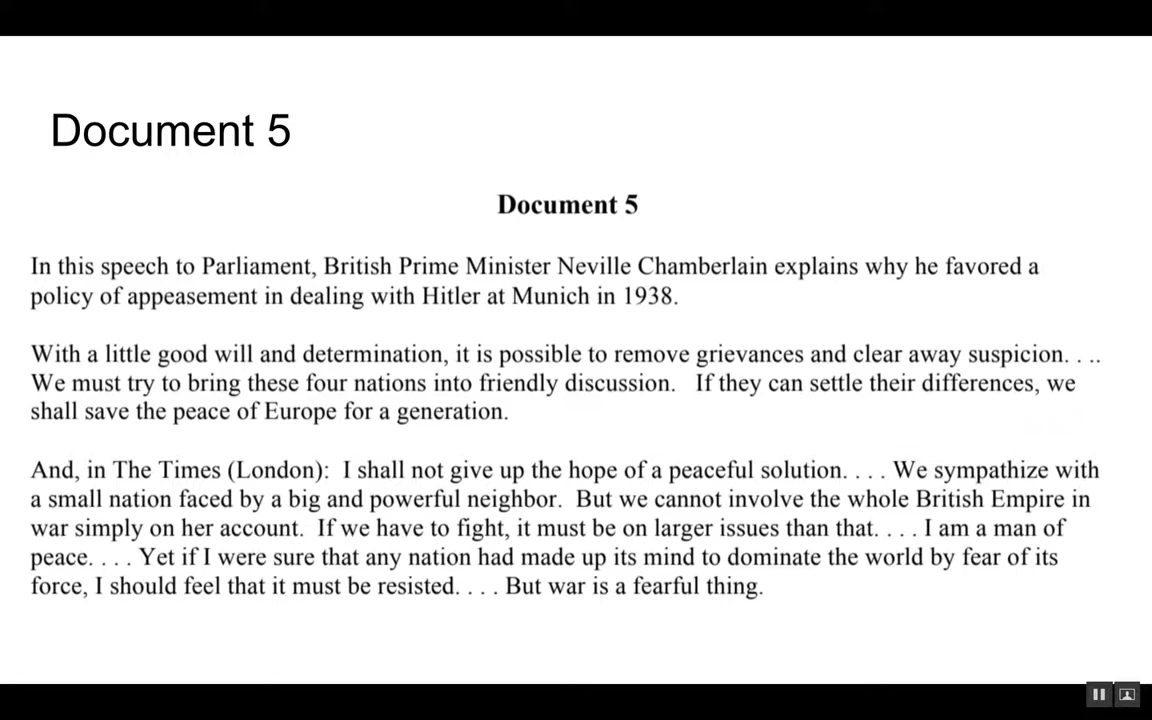 Document 5
Document 5
In this speech to Parliament, British Prime Minister Neville Chamberlain explains why he favored a
policy of appeasement in dealing with Hitler at Munich in 1938.
With a little good will and determination, it is possible to remove grievances and clear away suspicion. . ..
We must try to bring these four nations into friendly discussion. If they can settle their differences, we
shall save the peace of Europe for a generation.
And, in The Times (London): I shall not give up the hope of a peaceful solution. . . . We sympathize with
a small nation faced by a big and powerful neighbor. But we cannot involve the whole British Empire in
war simply on her account. If we have to fight, it must be on larger issues than that. . . . I am a man of
peace. . . . Yet if I were sure that any nation had made up its mind to dominate the world by fear of its
force, I should feel that it must be resisted. . . . But war is a fearful thing.